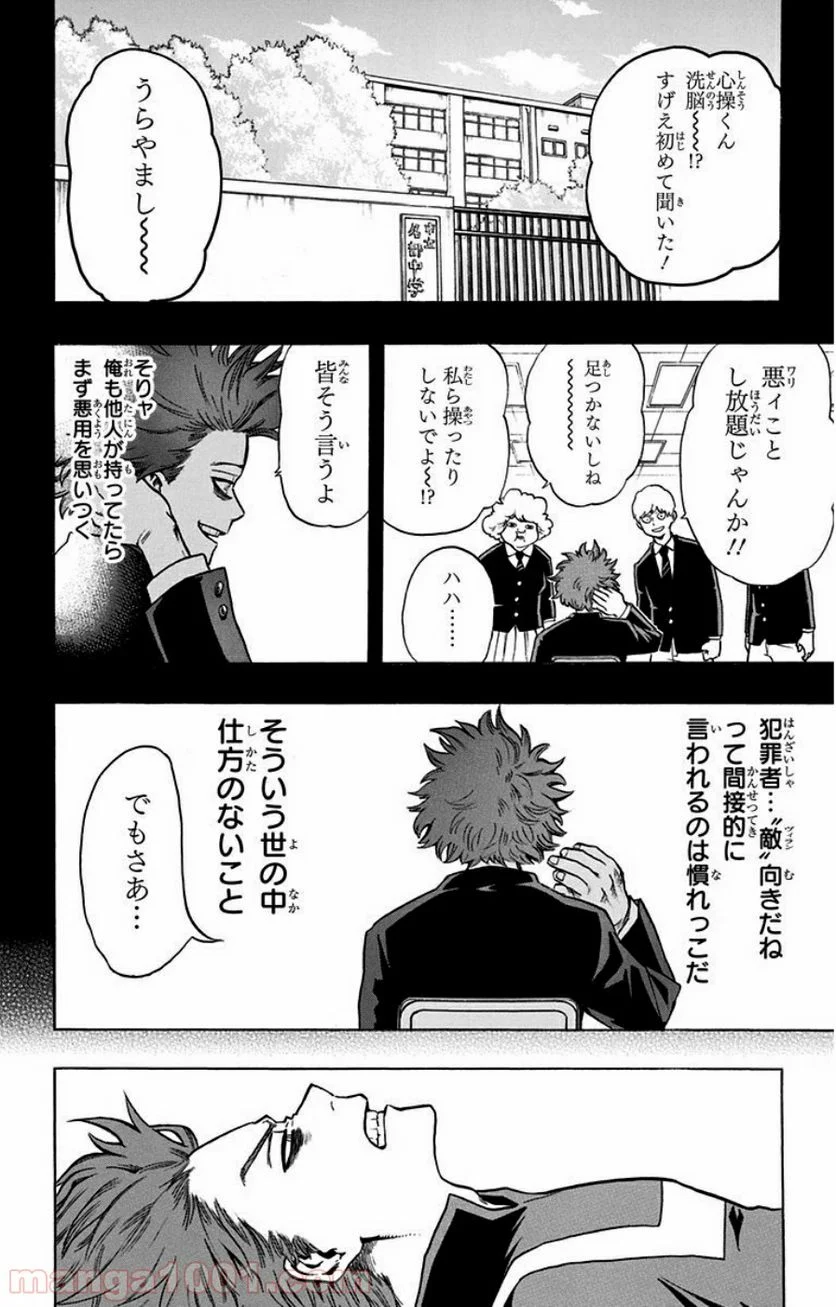 心操くん
洗脳〜〜!?
すげえ初めて聞いた!
うらやまし〜〜〜
市立
名部中学
悪ィこと
し放題じゃんか!!
足つかないしね
〜〜〜
私ら操ったり
しないでよ〜!?
ハハ……
皆そう言うよ
そりャ
俺も他人が持ってたら
まず悪用を思いつく
犯罪者…〝敵〟向きだね
って間接的に
言われるのは慣れっこだ
そういう世の中
仕方のないこと
でもさあ…
manga1001.com